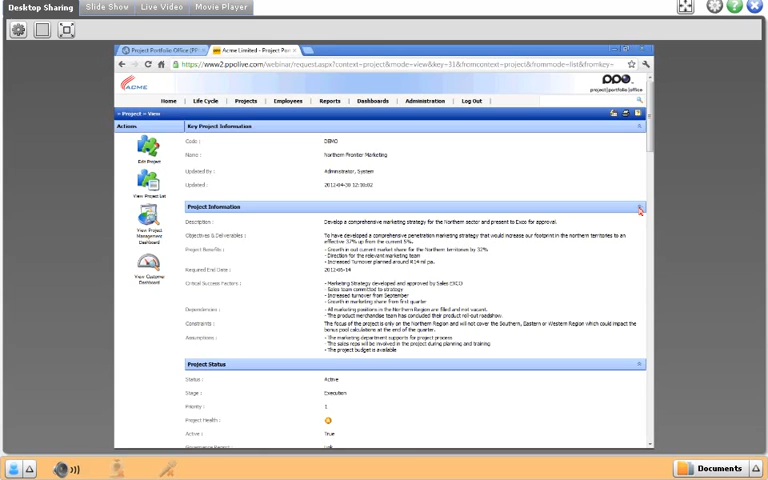 Desktop Sharing
Slide Show
Live Video
Movie Player
Project Portfolio Office (PP
Acme Limited - Project Por
https://www2.ppolive.com/webinar/request.aspx?context=project&mode=view&key=31&fromcontext=project&frommode=list&fromkey=
ACME
ppo
project|portfolio|office
Home | Life Cycle | Projects | Employees | Reports | Dashboards | Administration | Log Out
» Project » View
Actions
Edit Project
View Project List
View Project
Management
Dashboard
View Customer
Dashboard
Key Project Information
Code : DEMO
Name : Northern Frontier Marketing
Updated By : Administrator, System
Updated : 2012-04-30 12:10:02
Project Information
Description : Develop a comprehensive marketing strategy for the Northern sector and present to Exco for approval.
Objectives & Deliverables : To have developed a comprehensive penetration marketing strategy that would increase our footprint in the northern territories to an
effective 37% up from the current 5%.
Project Benefits : - Growth in our current market share for the Northern territories by 32%
- Direction for the relevant marketing team
- Increased Turnover planned around R14 mil pa.
Required End Date : 2012-05-14
Critical Success Factors : - Marketing Strategy developed and approved by Sales EXCO
- Sales team committed to strategy
- Increased turnover from September
- Growth in marketing share from first quarter
Dependencies : - All marketing positions in the Northern Region are filled and not vacant.
- The product merchandise team has concluded their product roll-out roadshow.
Constraints : The focus of the project is only on the Northern Region and will not cover the Southern, Eastern or Western Region which could impact the
bonus pool calculations at the end of the quarter.
Assumptions : - The marketing department supports for project process
- The sales reps will be involved in the project during planning and training
- The project budget is available
Project Status
Status : Active
Stage : Execution
Priority : 1
Project Health :
Active : True
Governance Report : Link
Documents